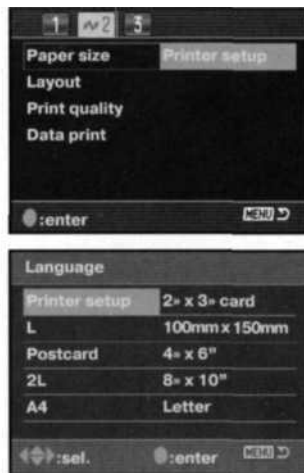 1 2 3
Paper size Printer setup
Layout
Print quality
Data print
:enter MENU
Language
Printer setup 2" x 3" card
L 100mm x 150mm
Postcard 4" x 6"
2L 8" x 10"
A4 Letter
:sel. :enter MENU